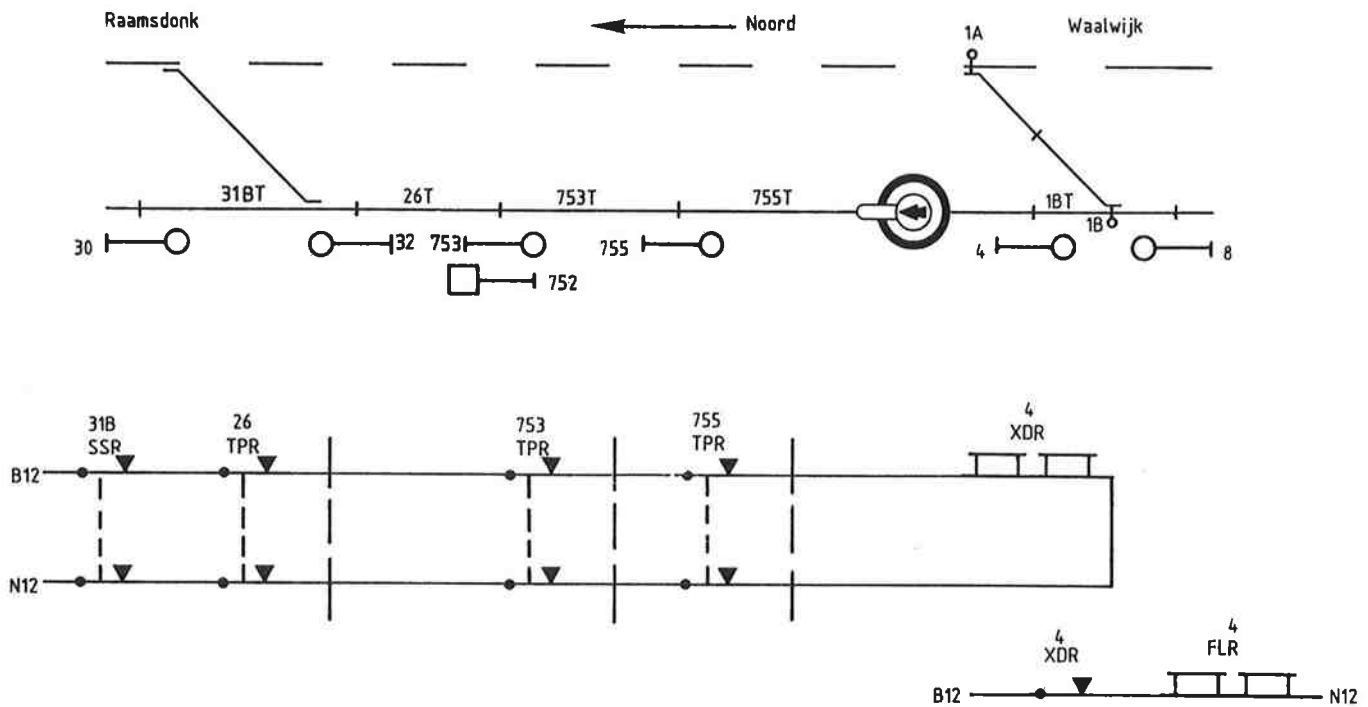 Raamsdonk
Noord
Waalwijk
1A
31BT
26T
753T
755T
1BT
1B
30
32
753
755
4
8
752
31B
SSR
26
TPR
753
TPR
755
TPR
4
XDR
B12
N12
4
XDR
4
FLR
B12
N12